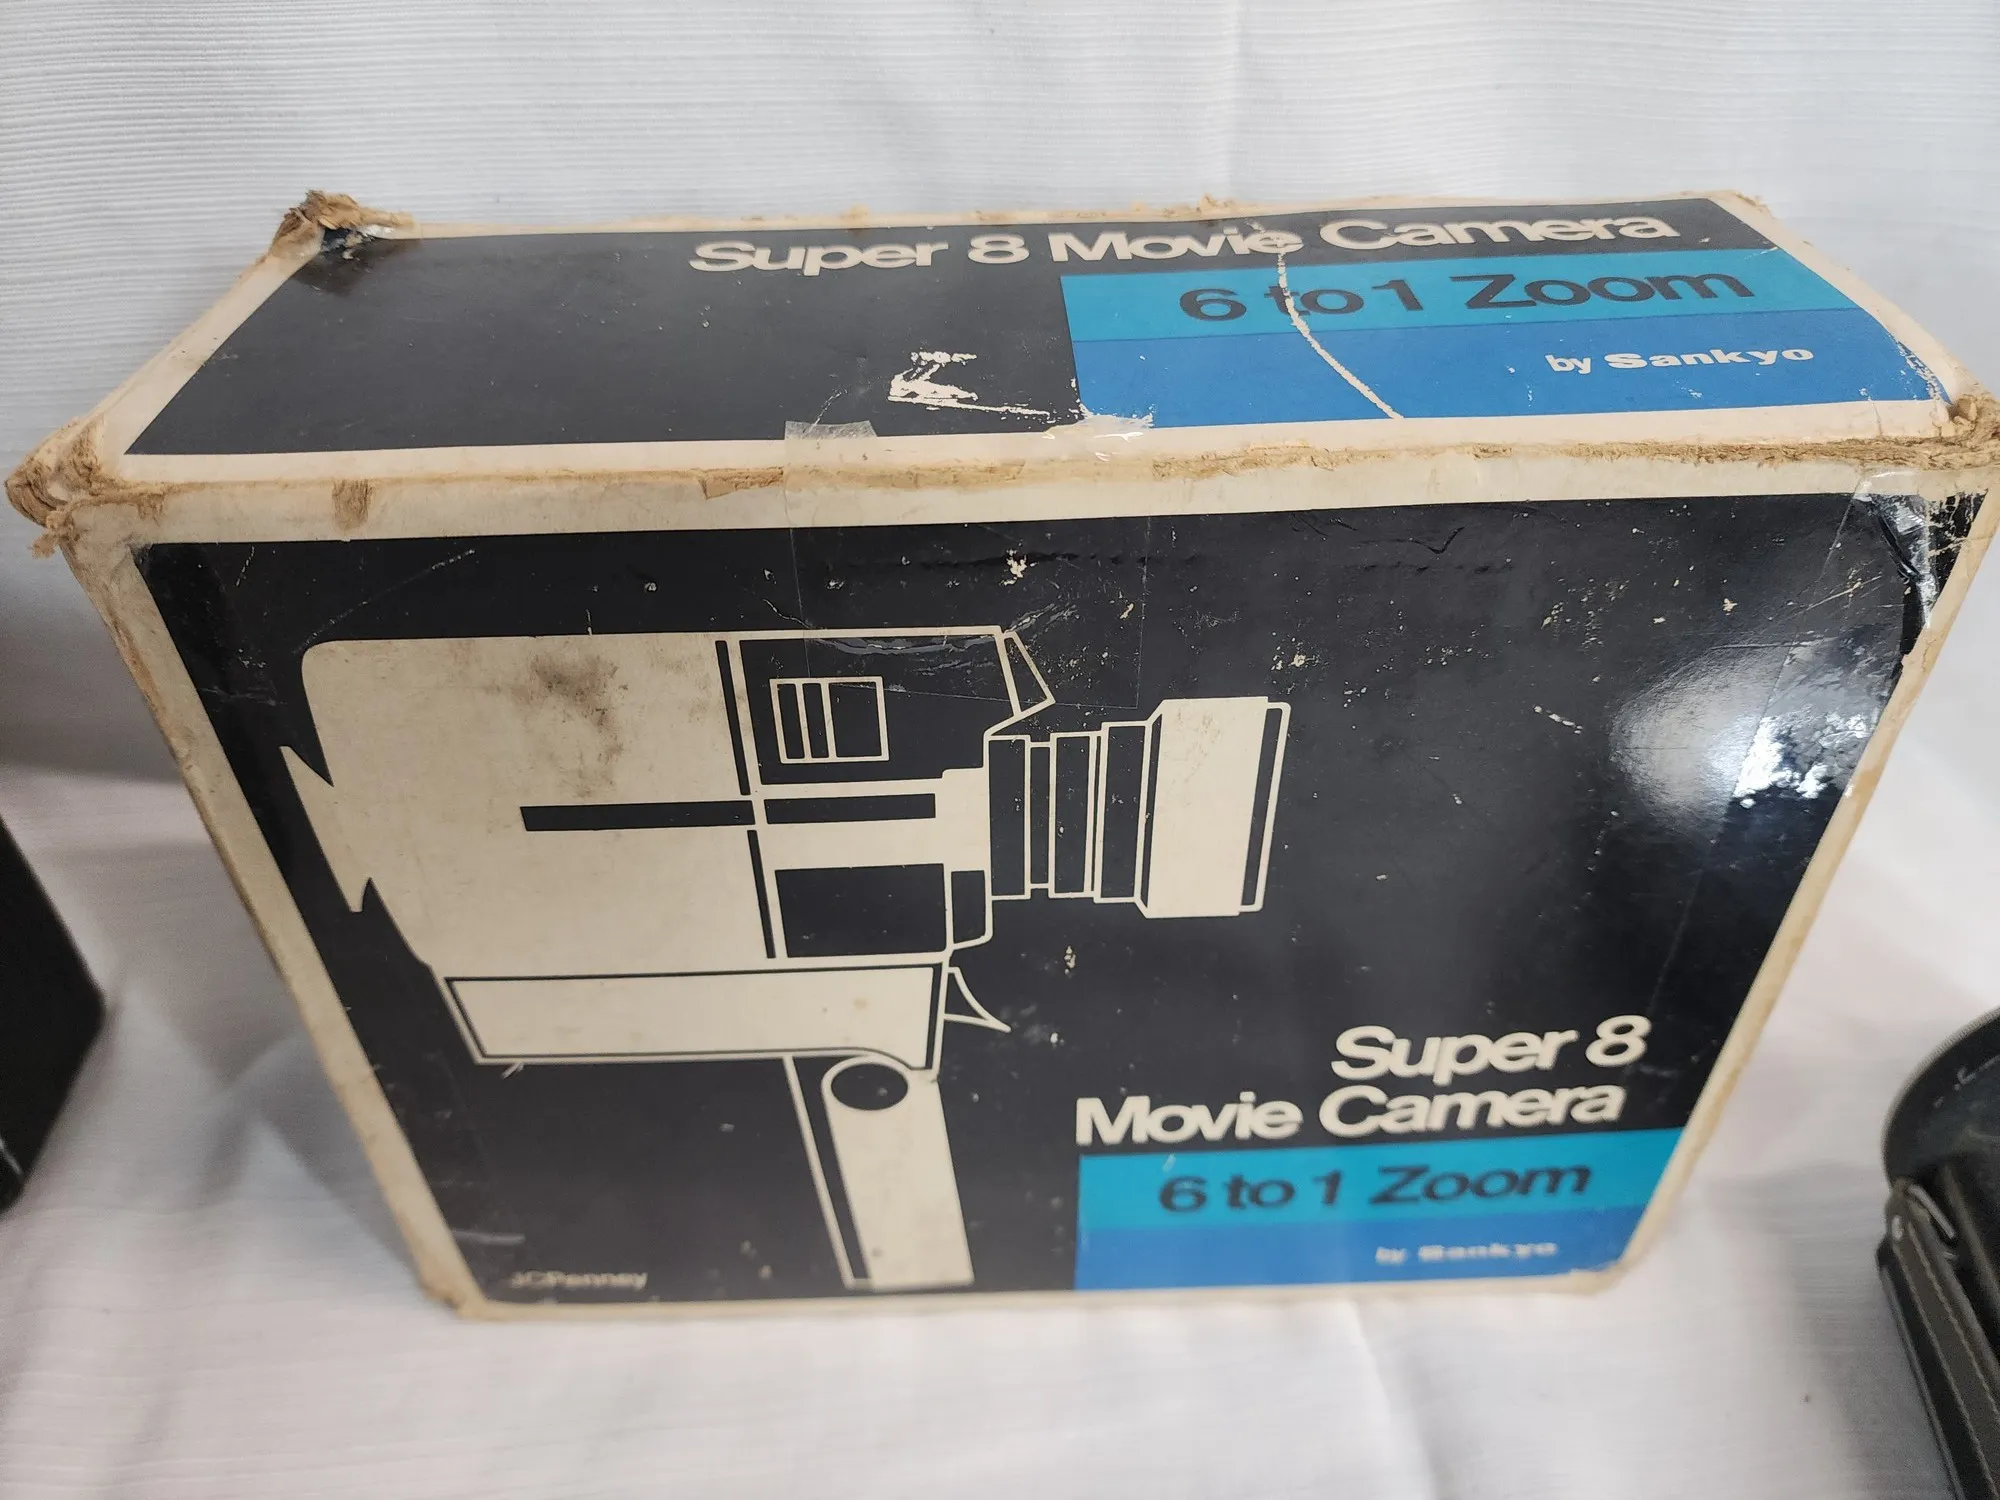 Super 8 Movie Camera
6 to 1 Zoom
by Sankyo
Super 8
Movie Camera
6 to 1 Zoom
by Sankyo
JCPenney